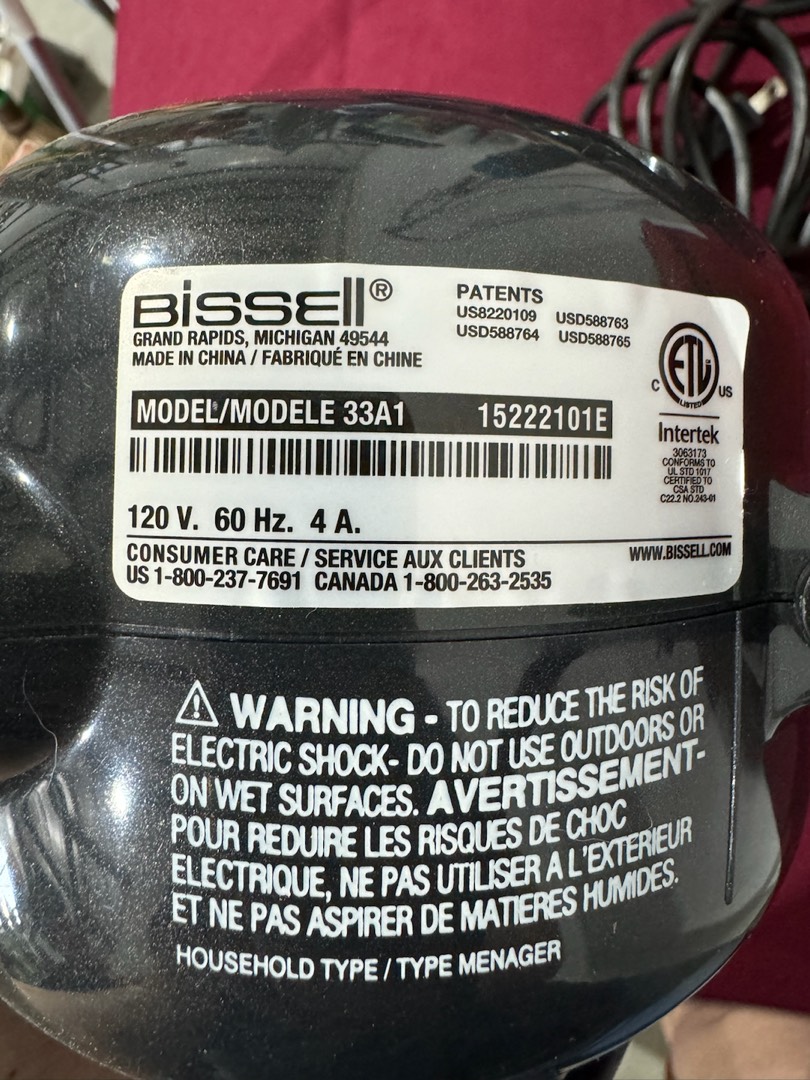 BISSELL®
GRAND RAPIDS, MICHIGAN 49544
MADE IN CHINA / FABRIQUÉ EN CHINE
PATENTS
US8220109 USD588763
USD588764 USD588765
C ETL US
LISTED
Intertek
3063173
CONFORMS TO
UL STD 1017
CERTIFIED TO
CSA STD
C22.2 NO.243-01
MODEL/MODELE 33A1 15222101E
120 V. 60 Hz. 4 A.
CONSUMER CARE / SERVICE AUX CLIENTS
US 1-800-237-7691 CANADA 1-800-263-2535
WWW.BISSELL.COM
WARNING - TO REDUCE THE RISK OF
ELECTRIC SHOCK- DO NOT USE OUTDOORS OR
ON WET SURFACES. AVERTISSEMENT-
POUR REDUIRE LES RISQUES DE CHOC
ELECTRIQUE, NE PAS UTILISER A L'EXTERIEUR
ET NE PAS ASPIRER DE MATIERES HUMIDES.
HOUSEHOLD TYPE / TYPE MENAGER